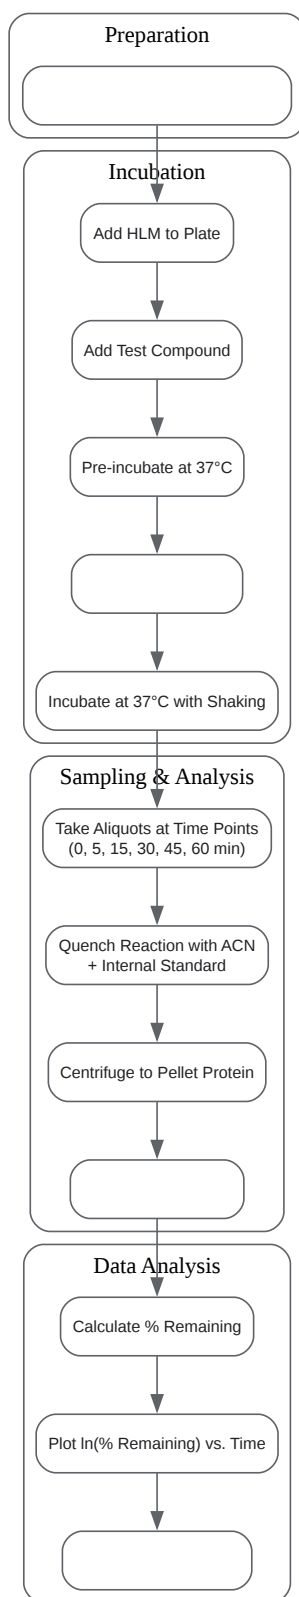 Preparation
Incubation
Add HLM to Plate
Add Test Compound
Pre-incubate at 37°C
Incubate at 37°C with Shaking
Sampling & Analysis
Take Aliquots at Time Points
(0, 5, 15, 30, 45, 60 min)
Quench Reaction with ACN
+ Internal Standard
Centrifuge to Pellet Protein
Data Analysis
Calculate % Remaining
Plot ln(% Remaining) vs. Time